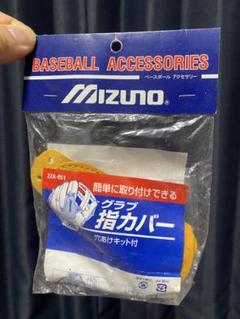 BASEBALL ACCESSORIES
ベースボール アクセサリー
MIZUNO®
2ZA-951
簡単に取り付けできる
グラブ
指カバー
穴あけキット付